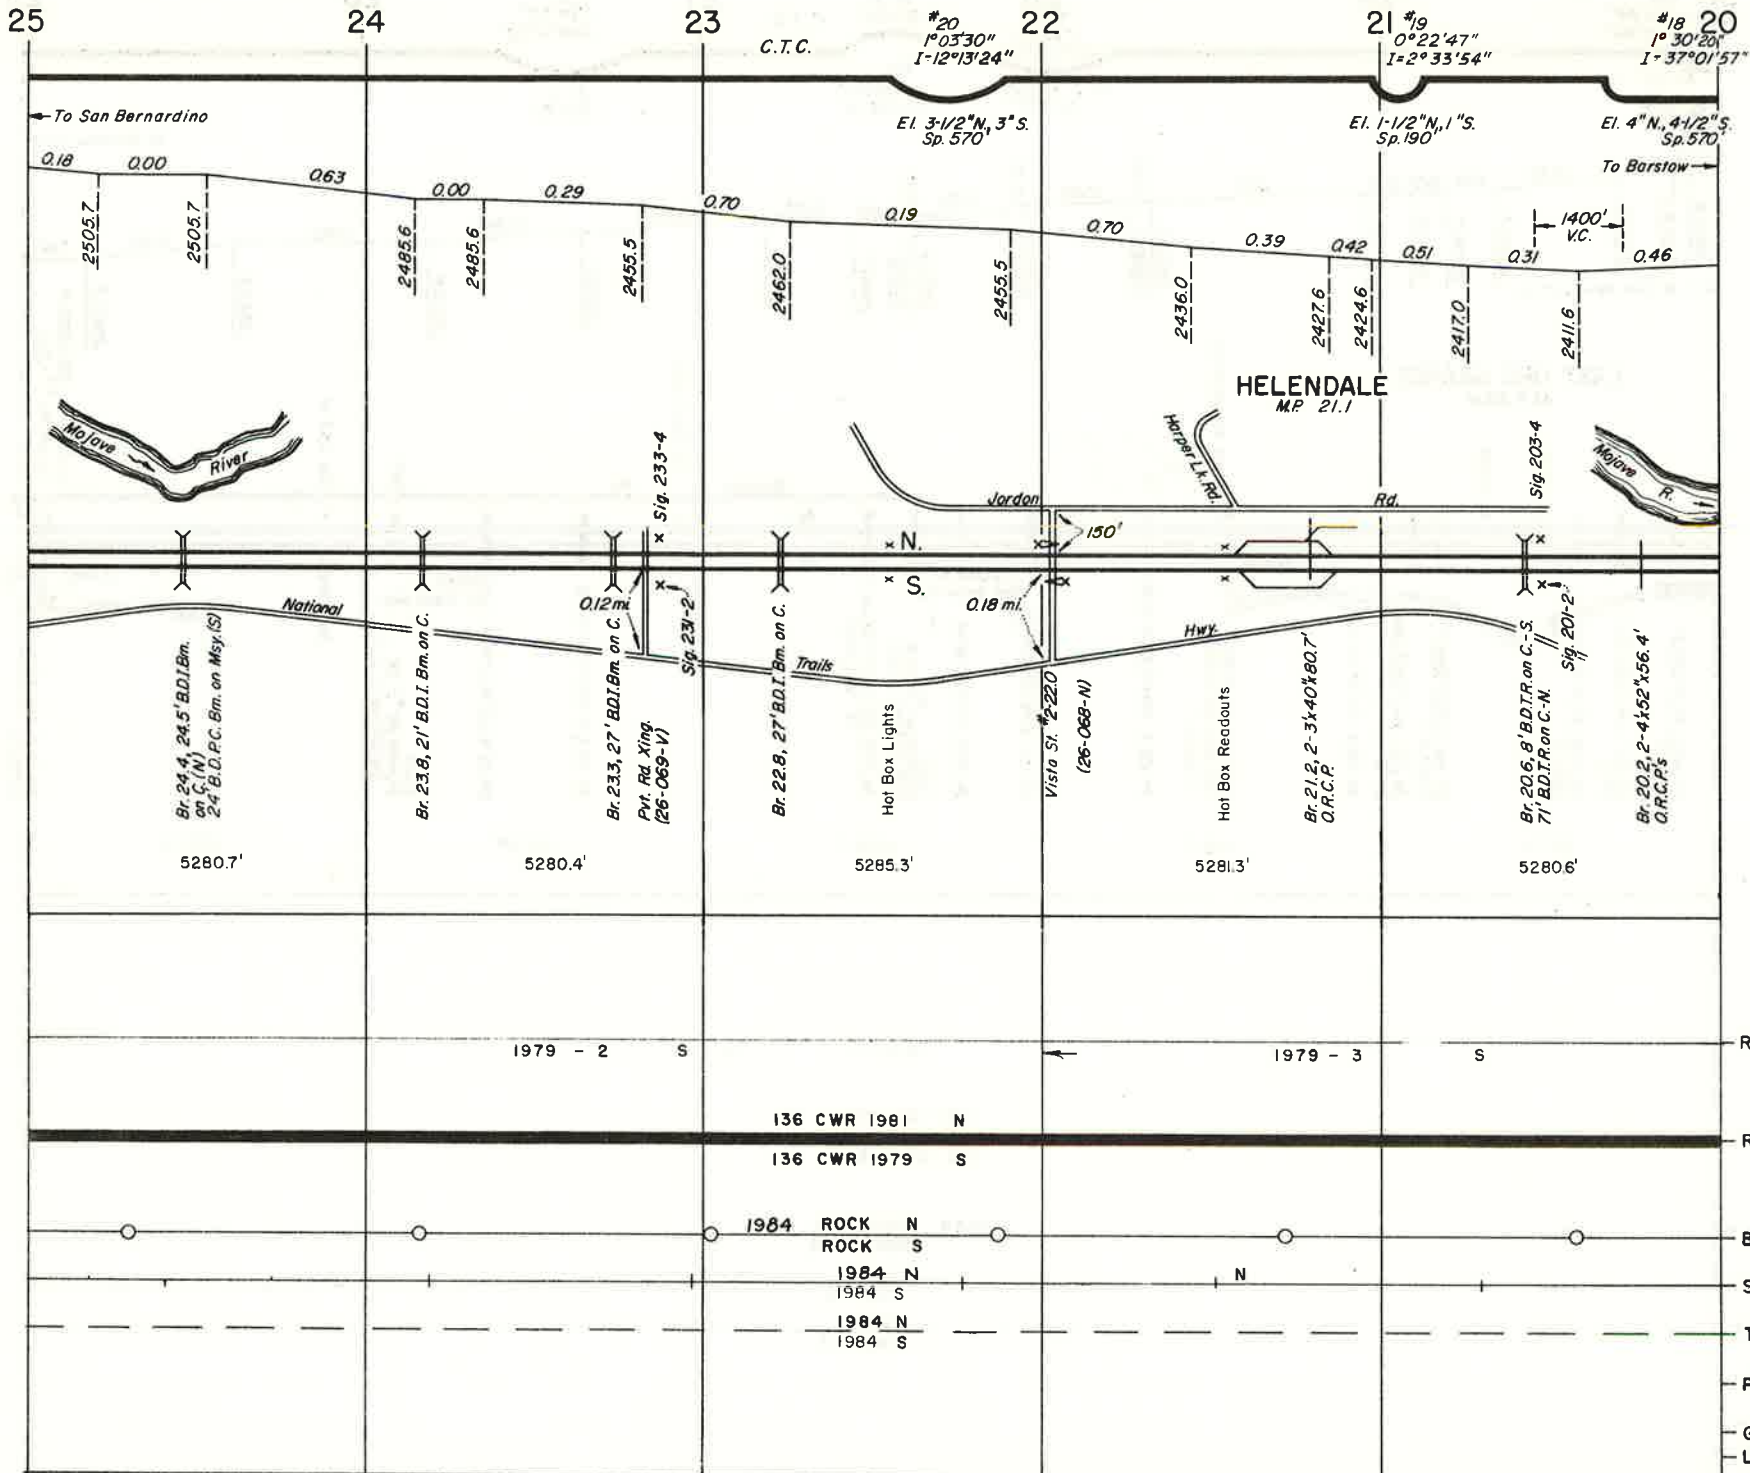 25
24
23
22
21
20
C.T.C.
#20
1°03'30"
I-12°13'24"
#19
0°22'47"
I=2°33'54"
#18
1°30'20"
I-37°01'57"
To San Bernardino
El. 3-1/2"N, 3"S.
Sp. 570'
El. 1-1/2"N, 1"S.
Sp. 190'
El. 4"N., 4-1/2"S.
Sp. 570'
To Barstow
0.18
0.00
0.63
0.00
0.29
0.70
0.19
0.70
0.39
0.42
0.51
0.31
0.46
1400'
V.C.
2505.7
2505.7
2485.6
2485.6
2455.5
2462.0
2455.5
2436.0
2427.6
2424.6
2417.0
2411.6
HELENDALE
M.P. 21.1
Mojave River
Sig. 233-4
Harper Lk. Rd.
Sig. 203-4
Mojave R.
Jordon Rd.
150'
N.
S.
0.12 mi.
0.18 mi.
National Trails Hwy.
Sig. 231-2
Sig. 201-2
Br. 24.4, 24.5' B.D.I.Bm.
on C. (N)
24' B.D.P.C. Bm. on Msy. (S)
Br. 23.8, 21' B.D.I. Bm. on C.
Br. 23.3, 27' B.D.I.Bm. on C.
Pvt. Rd. Xing.
(26-069-V)
Br. 22.8, 27' B.D.I. Bm. on C.
Hot Box Lights
Vista St. #2-22.0
(26-068-N)
Hot Box Readouts
Br. 21.2, 2-3'x40"x80.7'
O.R.C.P.
Br. 20.6, 8' B.D.T.R. on C.-S.
71' B.D.T.R. on C.-N.
Br. 20.2, 2-4'x52"x56.4'
O.R.C.P.'s
5280.7'
5280.4'
5285.3'
5281.3'
5280.6'
1979 - 2 S
1979 - 3 S
R
136 CWR 1981 N
R
136 CWR 1979 S
1984 ROCK N
ROCK S
B
1984 N
N
S
1984 S
1984 N
T
1984 S
P
G
L